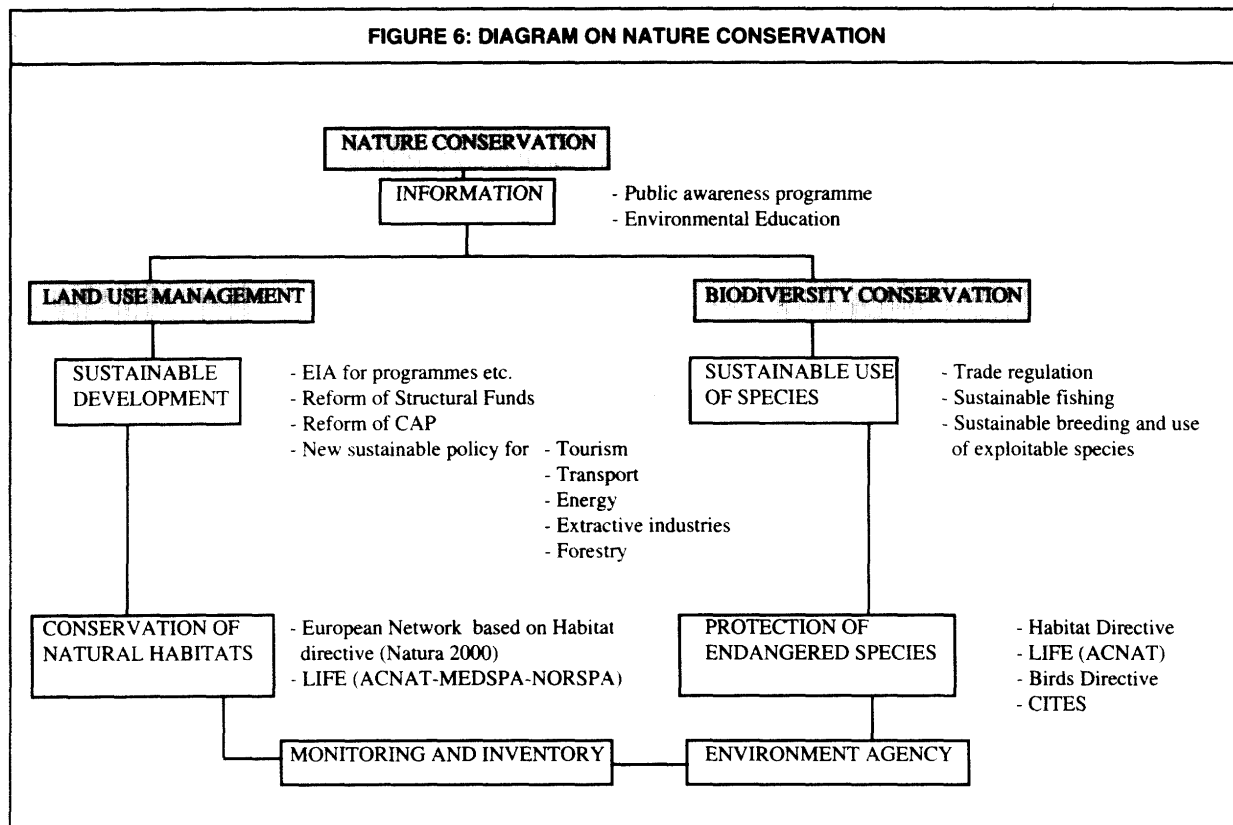 FIGURE 6: DIAGRAM ON NATURE CONSERVATION
NATURE CONSERVATION
INFORMATION
- Public awareness programme
- Environmental Education
LAND USE MANAGEMENT
SUSTAINABLE
DEVELOPMENT
- EIA for programmes etc.
- Reform of Structural Funds
- Reform of CAP
- New sustainable policy for
- Tourism
- Transport
- Energy
- Extractive industries
- Forestry
BIODIVERSITY CONSERVATION
SUSTAINABLE USE
OF SPECIES
- Trade regulation
- Sustainable fishing
- Sustainable breeding and use
of exploitable species
CONSERVATION OF
NATURAL HABITATS
- European Network based on Habitat
directive (Natura 2000)
- LIFE (ACNAT-MEDSPA-NORSPA)
PROTECTION OF
ENDANGERED SPECIES
- Habitat Directive
- LIFE (ACNAT)
- Birds Directive
- CITES
MONITORING AND INVENTORY
ENVIRONMENT AGENCY